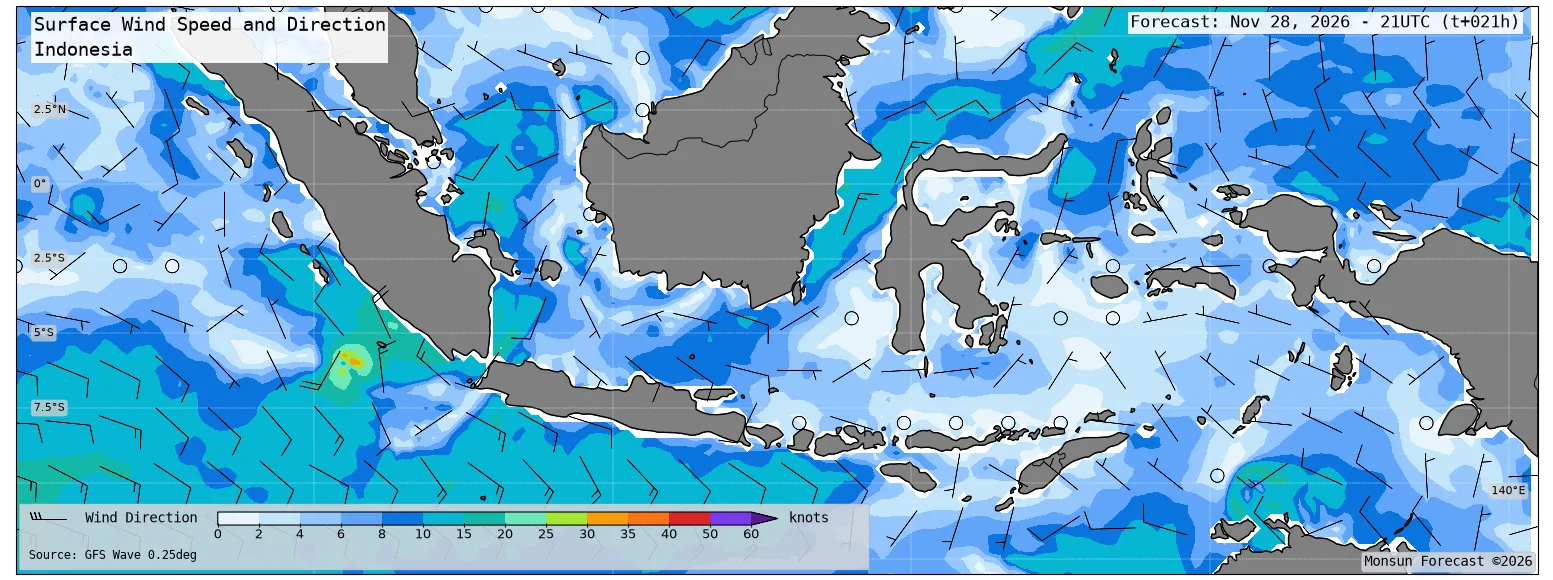 Surface Wind Speed and Direction
Indonesia
Forecast: Nov 28, 2026 - 21UTC (t+021h)
2.5°N
0°
2.5°S
5°S
7.5°S
140°E
Wind Direction
0 2 4 6 8 10 15 20 25 30 35 40 50 60
knots
Source: GFS Wave 0.25deg
Monsun Forecast ©2026